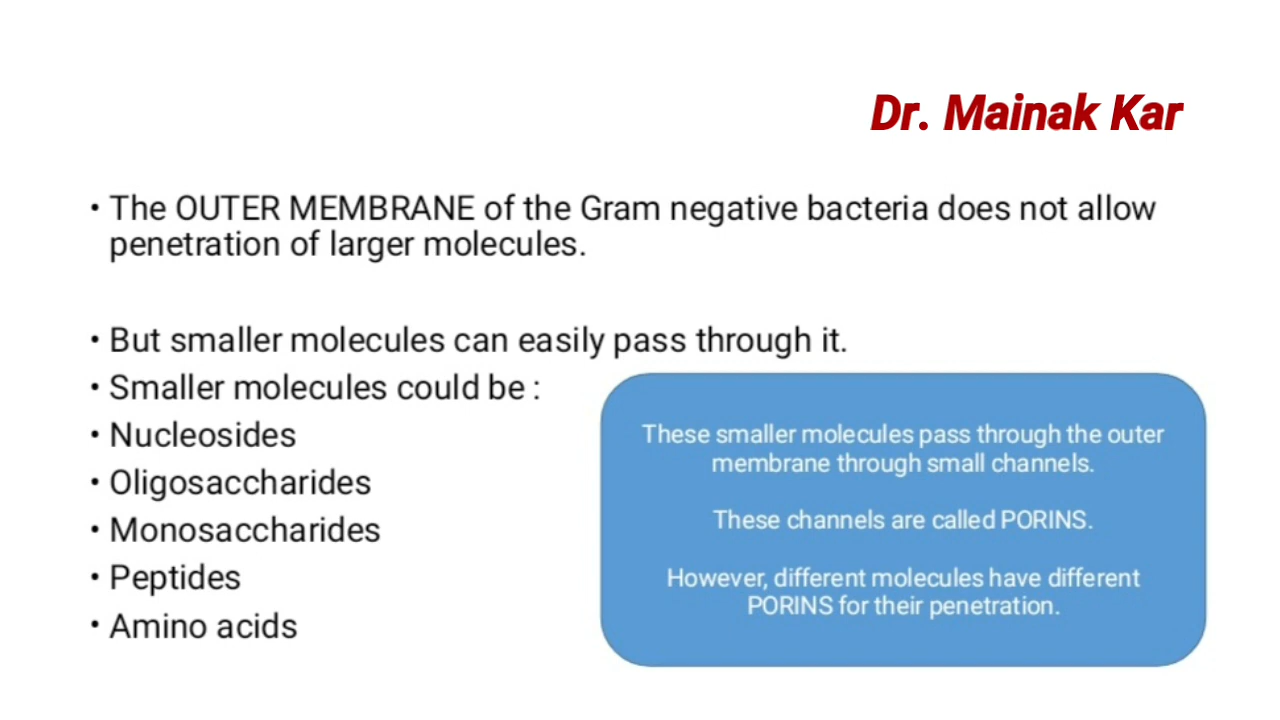 Dr. Mainak Kar
• The OUTER MEMBRANE of the Gram negative bacteria does not allow
penetration of larger molecules.
• But smaller molecules can easily pass through it.
• Smaller molecules could be :
• Nucleosides
• Oligosaccharides
• Monosaccharides
• Peptides
• Amino acids
These smaller molecules pass through the outer
membrane through small channels.
These channels are called PORINS.
However, different molecules have different
PORINS for their penetration.